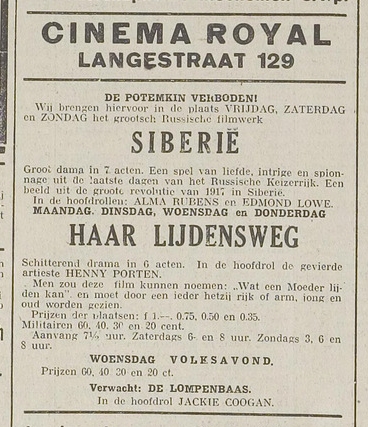 CINEMA ROYAL
LANGESTRAAT 129
DE POTEMKIN VERBODEN!
Wij brengen hiervoor in de plaats VRIJDAG, ZATERDAG
en ZONDAG het grootsch Russische filmwerk
SIBERIË
Groot dama in 7 acten. Een spel van liefde, intrige en spion-
nage uit de laatste dagen van het Russische Keizerrijk. Een
beeld uit de groote revolutie van 1917 in Siberië.
In de hoofdrollen: ALMA RUBENS en EDMOND LOWE.
MAANDAG. DINSDAG, WOENSDAG en DONDERDAG
HAAR LIJDENSWEG
Schitterend drama in 6 acten. In de hoofdrol de gevierde
artieste HENNY PORTEN.
Men zou deze film kunnen noemen: „Wat een Moeder lij-
den kan", en moet door een ieder hetzij rijk of arm, jong en
oud worden gezien.
Prijzen der plaatsen: f 1.—. 0.75, 0.50 en 0.35.
Militairen 60, 40, 30 en 20 cent.
Aanvang 7½ uur. Zaterdags 6- en 8 uur. Zondags 3, 6 en
8 uur.
WOENSDAG VOLKSAVOND.
Prijzen 60, 40, 30 en 20 ct.
Verwacht: DE LOMPENBAAS.
In de hoofdrol JACKIE COOGAN.